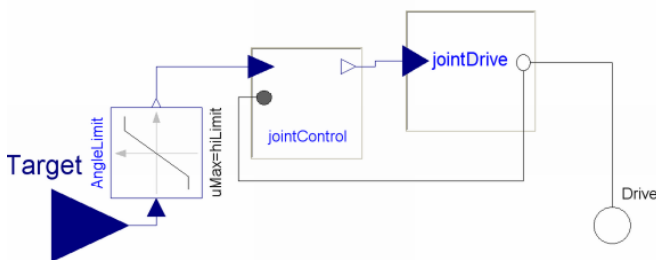 Target
AngleLimit
uMax=hiLimit
jointControl
jointDrive
Drive